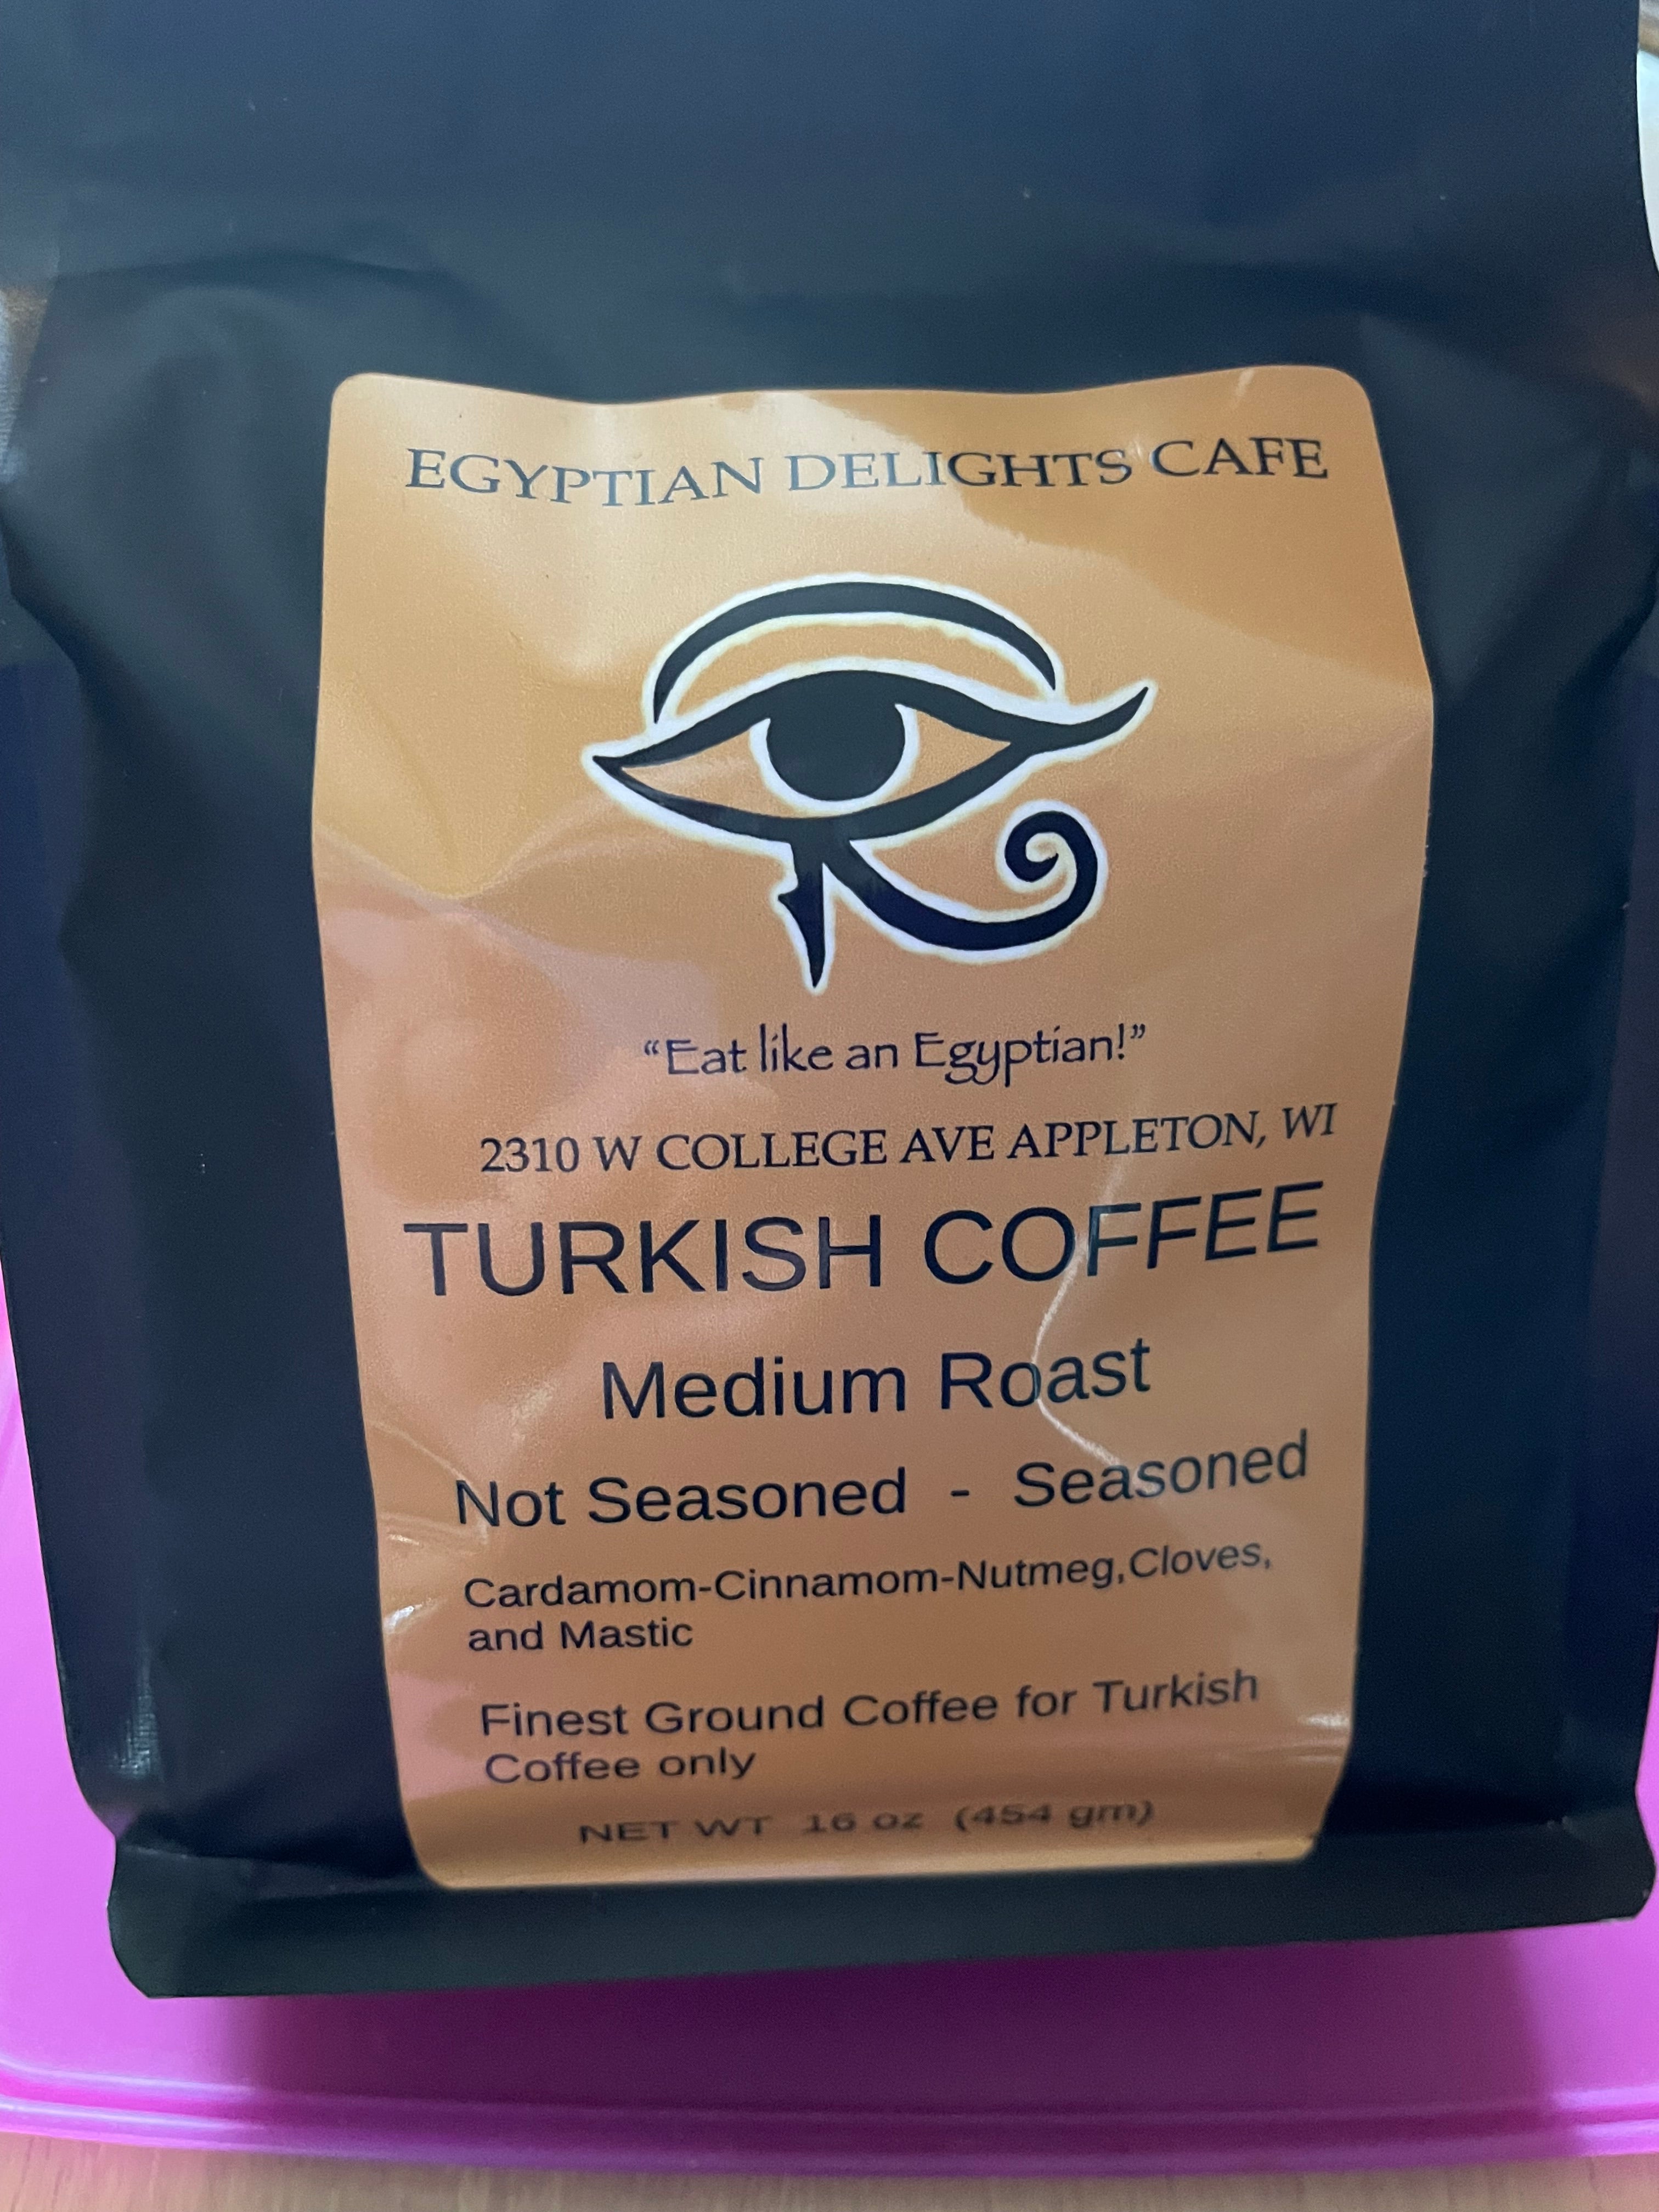 EGYPTIAN DELIGHTS CAFE
“Eat like an Egyptian!”
2310 W COLLEGE AVE APPLETON, WI
TURKISH COFFEE
Medium Roast
Not Seasoned - Seasoned
Cardamom-Cinnamom-Nutmeg,Cloves,
and Mastic
Finest Ground Coffee for Turkish
Coffee only
NET WT 16 oz (454 gm)